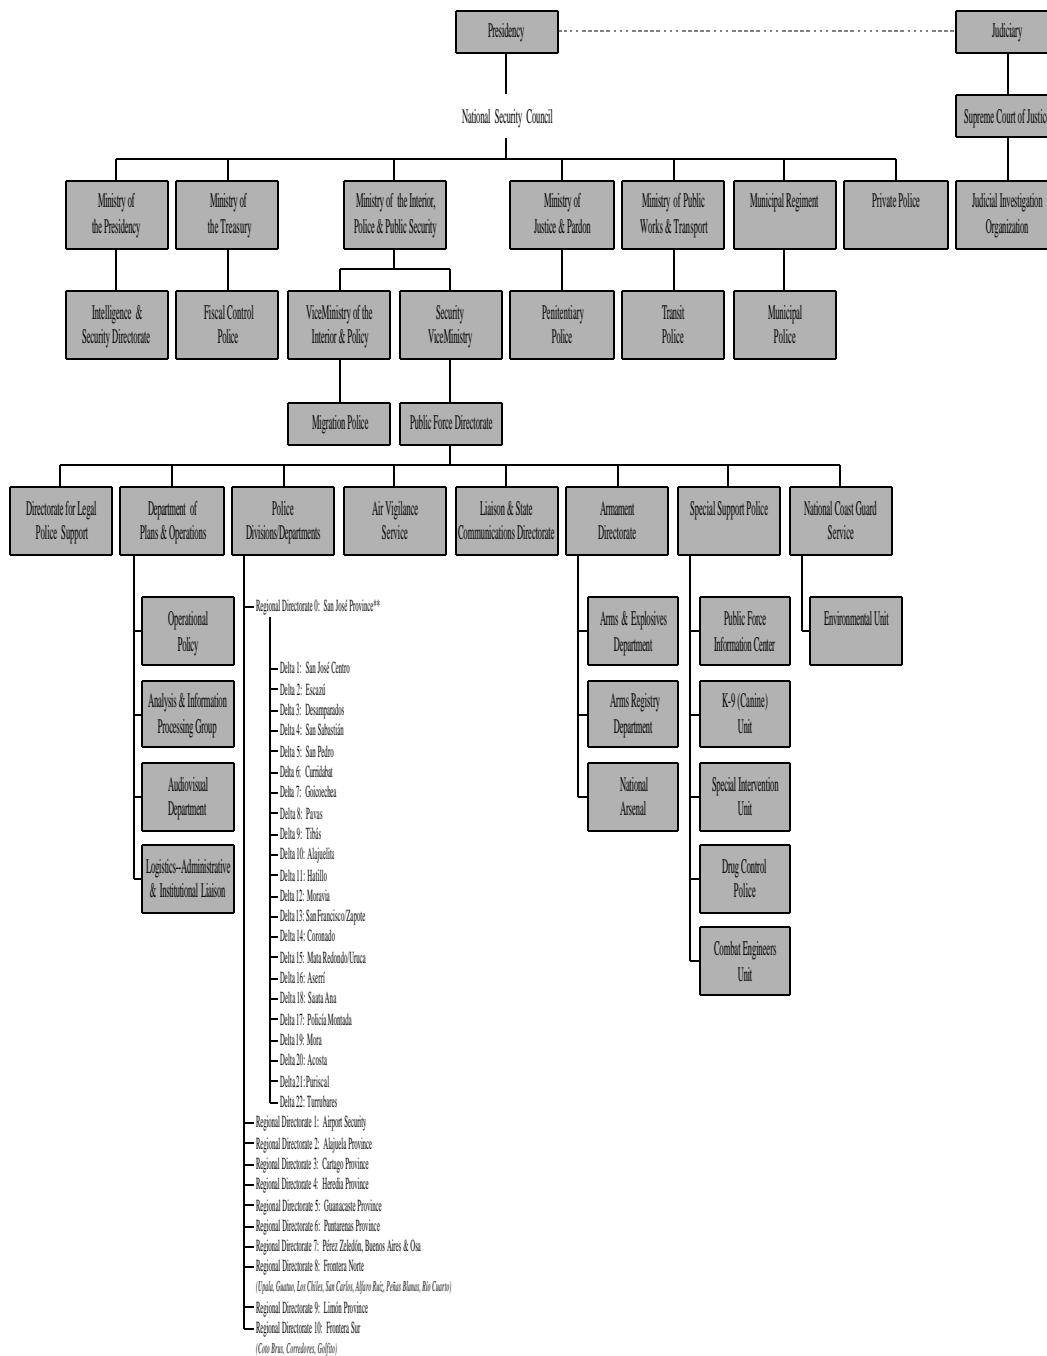 Presidency
Judiciary
National Security Council
Supreme Court of Justice
Ministry of
the Presidency
Ministry of
the Treasury
Ministry of the Interior,
Police & Public Security
Ministry of
Justice & Pardon
Ministry of Public
Works & Transport
Municipal Regiment
Private Police
Judicial Investigation
Organization
Intelligence &
Security Directorate
Fiscal Control
Police
ViceMinistry of the
Interior & Policy
Security
ViceMinistry
Penitentiary
Police
Transit
Police
Municipal
Police
Migration Police
Public Force Directorate
Directorate for Legal
Police Support
Department of
Plans & Operations
Police
Divisions/Departments
Air Vigilance
Service
Liaison & State
Communications Directorate
Armament
Directorate
Special Support Police
National Coast Guard
Service
Operational
Policy
Analysis & Information
Processing Group
Audiovisual
Department
Logistics--Administrative
& Institutional Liaison
Regional Directorate 0: San José Province**
Delta 1: San José Centro
Delta 2: Escazú
Delta 3: Desamparados
Delta 4: San Sabastián
Delta 5: San Pedro
Delta 6: Curridabat
Delta 7: Goicoechea
Delta 8: Pavas
Delta 9: Tibás
Delta 10: Alajuelita
Delta 11: Hatillo
Delta 12: Moravia
Delta 13: San Francisco/Zapote
Delta 14: Coronado
Delta 15: Mata Redondo/Uruca
Delta 16: Aserrí
Delta 18: Saata Ana
Delta 17: Policía Montada
Delta 19: Mora
Delta 20: Acosta
Delta 21: Puriscal
Delta 22: Turrubares
Regional Directorate 1: Airport Security
Regional Directorate 2: Alajuela Province
Regional Directorate 3: Cartago Province
Regional Directorate 4: Heredia Province
Regional Directorate 5: Guanacaste Province
Regional Directorate 6: Puntarenas Province
Regional Directorate 7: Pérez Zeledón, Buenos Aires & Osa
Regional Directorate 8: Frontera Norte
(Upala, Guatuo, Los Chiles, San Carlos, Alfaro Ruiz, Peñas Blanas, Río Cuarto)
Regional Directorate 9: Limón Province
Regional Directorate 10: Frontera Sur
(Coto Brus, Corredores, Golfito)
Arms & Explosives
Department
Arms Registry
Department
National
Arsenal
Public Force
Information Center
K-9 (Canine)
Unit
Special Intervention
Unit
Drug Control
Police
Combat Engineers
Unit
Environmental Unit